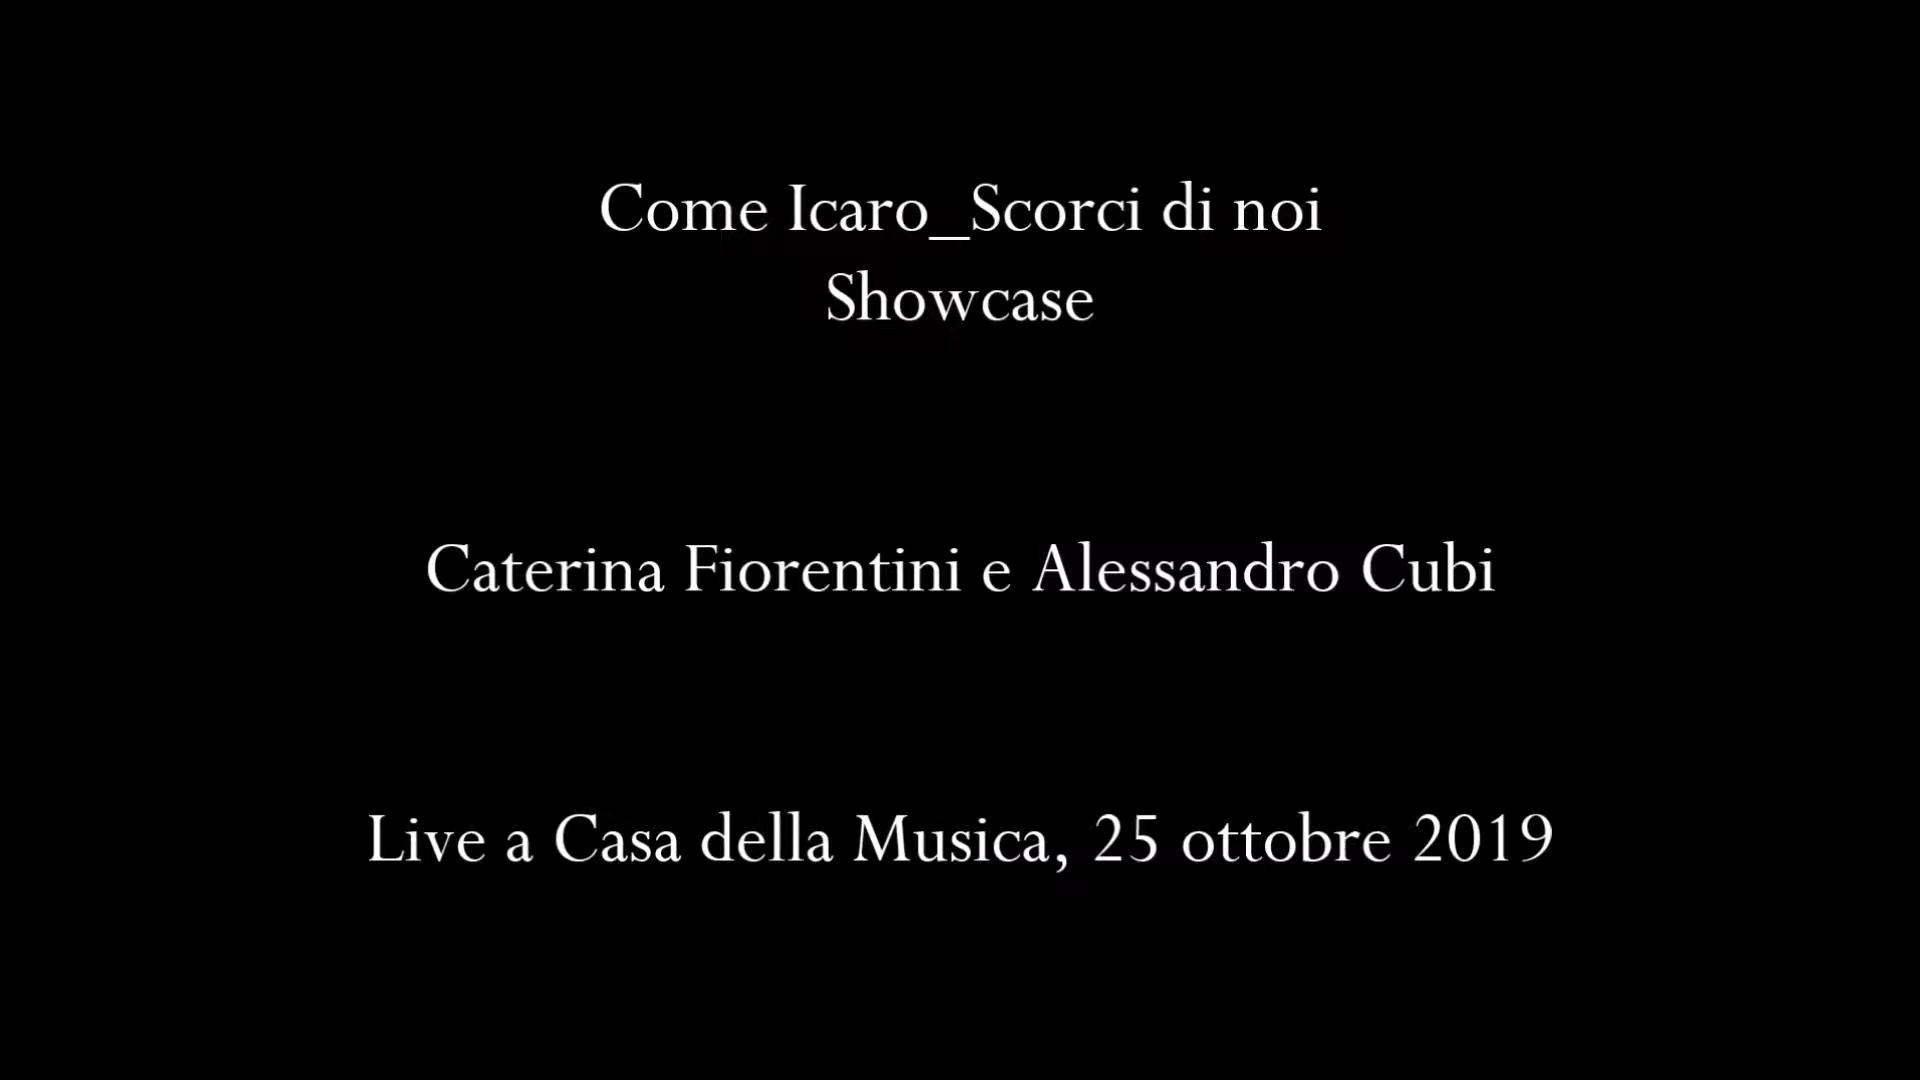 Come Icaro_Scorci di noi
Showcase
Caterina Fiorentini e Alessandro Cubi
Live a Casa della Musica, 25 ottobre 2019